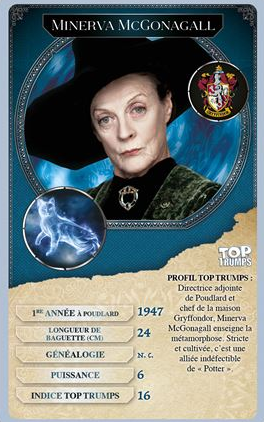 MINERVA MCGONAGALL
GRYFFONDOR
TOP
TRUMPS
PROFIL TOP TRUMPS :
Directrice adjointe
de Poudlard et
chef de la maison
Gryffondor, Minerva
McGonagall enseigne la
métamorphose. Stricte
et cultivée, c'est une
alliée indéfectible
de « Potter ».
1RE ANNÉE À POUDLARD 1947
LONGUEUR DE
BAGUETTE (CM) 24
GÉNÉALOGIE N. C.
PUISSANCE 6
INDICE TOP TRUMPS 16